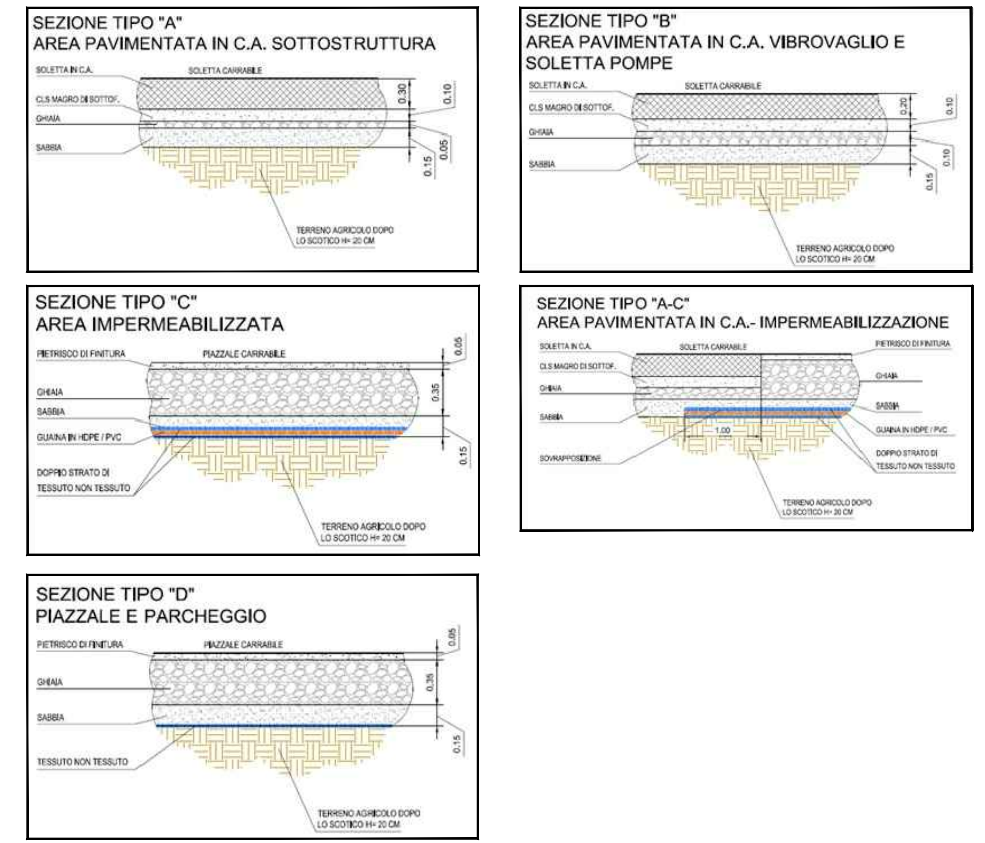 SEZIONE TIPO "A"
AREA PAVIMENTATA IN C.A. SOTTOSTRUTTURA
SOLETTA IN C.A.
SOLETTA CARRABILE
CLS MAGRO DI SOTTOF.
GHIAIA
SABBIA
0.30
0.10
0.05
0.15
TERRENO AGRICOLO DOPO
LO SCOTICO H= 20 CM
SEZIONE TIPO "B"
AREA PAVIMENTATA IN C.A. VIBROVAGLIO E
SOLETTA POMPE
SOLETTA IN C.A.
SOLETTA CARRABILE
CLS MAGRO DI SOTTOF.
GHIAIA
SABBIA
0.20
0.10
0.10
0.15
TERRENO AGRICOLO DOPO
LO SCOTICO H= 20 CM
SEZIONE TIPO "C"
AREA IMPERMEABILIZZATA
PIETRISCO DI FINITURA
PIAZZALE CARRABILE
GHIAIA
SABBIA
GUAINA IN HDPE / PVC
DOPPIO STRATO DI
TESSUTO NON TESSUTO
0.05
0.35
0.15
TERRENO AGRICOLO DOPO
LO SCOTICO H= 20 CM
SEZIONE TIPO "A-C"
AREA PAVIMENTATA IN C.A.- IMPERMEABILIZZAZIONE
SOLETTA IN C.A.
SOLETTA CARRABILE
PIETRISCO DI FINITURA
CLS MAGRO DI SOTTOF.
GHIAIA
GHIAIA
SABBIA
SABBIA
1.00
GUAINA IN HDPE / PVC
SOVRAPPOSIZIONE
DOPPIO STRATO DI
TESSUTO NON TESSUTO
TERRENO AGRICOLO DOPO
LO SCOTICO H= 20 CM
SEZIONE TIPO "D"
PIAZZALE E PARCHEGGIO
PIETRISCO DI FINITURA
PIAZZALE CARRABILE
GHIAIA
SABBIA
TESSUTO NON TESSUTO
0.05
0.35
0.15
TERRENO AGRICOLO DOPO
LO SCOTICO H= 20 CM